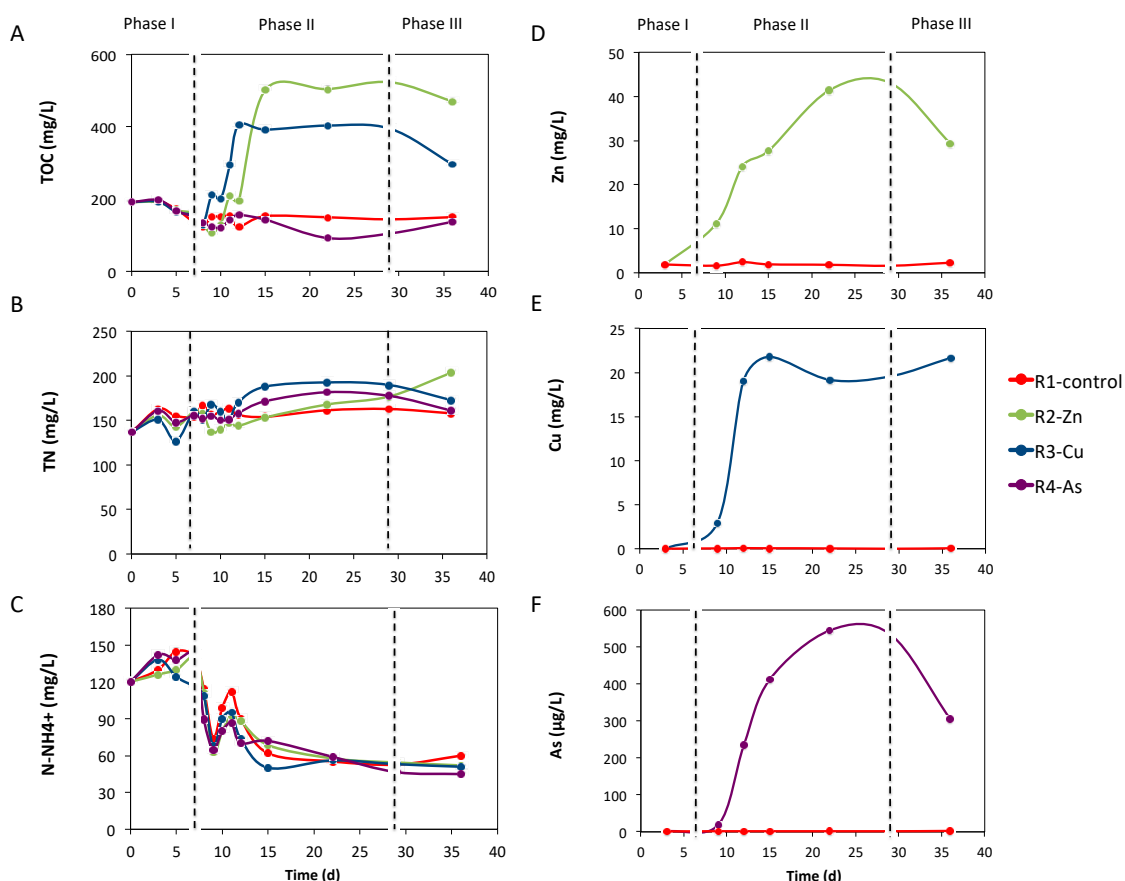 Phase I Phase II Phase III
A
600
400
200
0
TOC (mg/L)
0 5 10 15 20 25 30 35 40
B
250
200
150
100
50
0
TN (mg/L)
0 5 10 15 20 25 30 35 40
C
180
150
120
90
60
30
0
N-NH4+ (mg/L)
0 5 10 15 20 25 30 35 40
Time (d)
Phase I Phase II Phase III
D
50
40
30
20
10
0
Zn (mg/L)
0 5 10 15 20 25 30 35 40
E
25
20
15
10
5
0
Cu (mg/L)
0 5 10 15 20 25 30 35 40
F
600
500
400
300
200
100
0
As (µg/L)
0 5 10 15 20 25 30 35 40
Time (d)
R1-control
R2-Zn
R3-Cu
R4-As